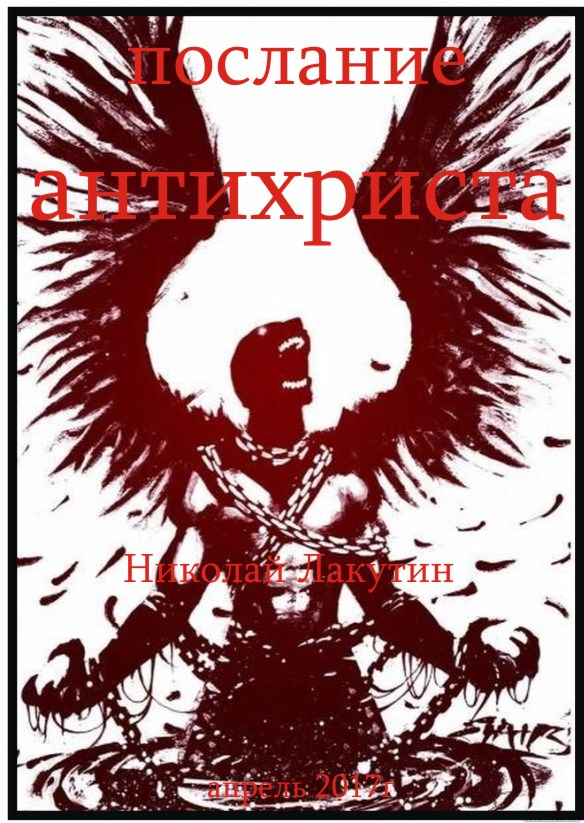 послание
антихриста
Николай Лакутин
апрель 2017г